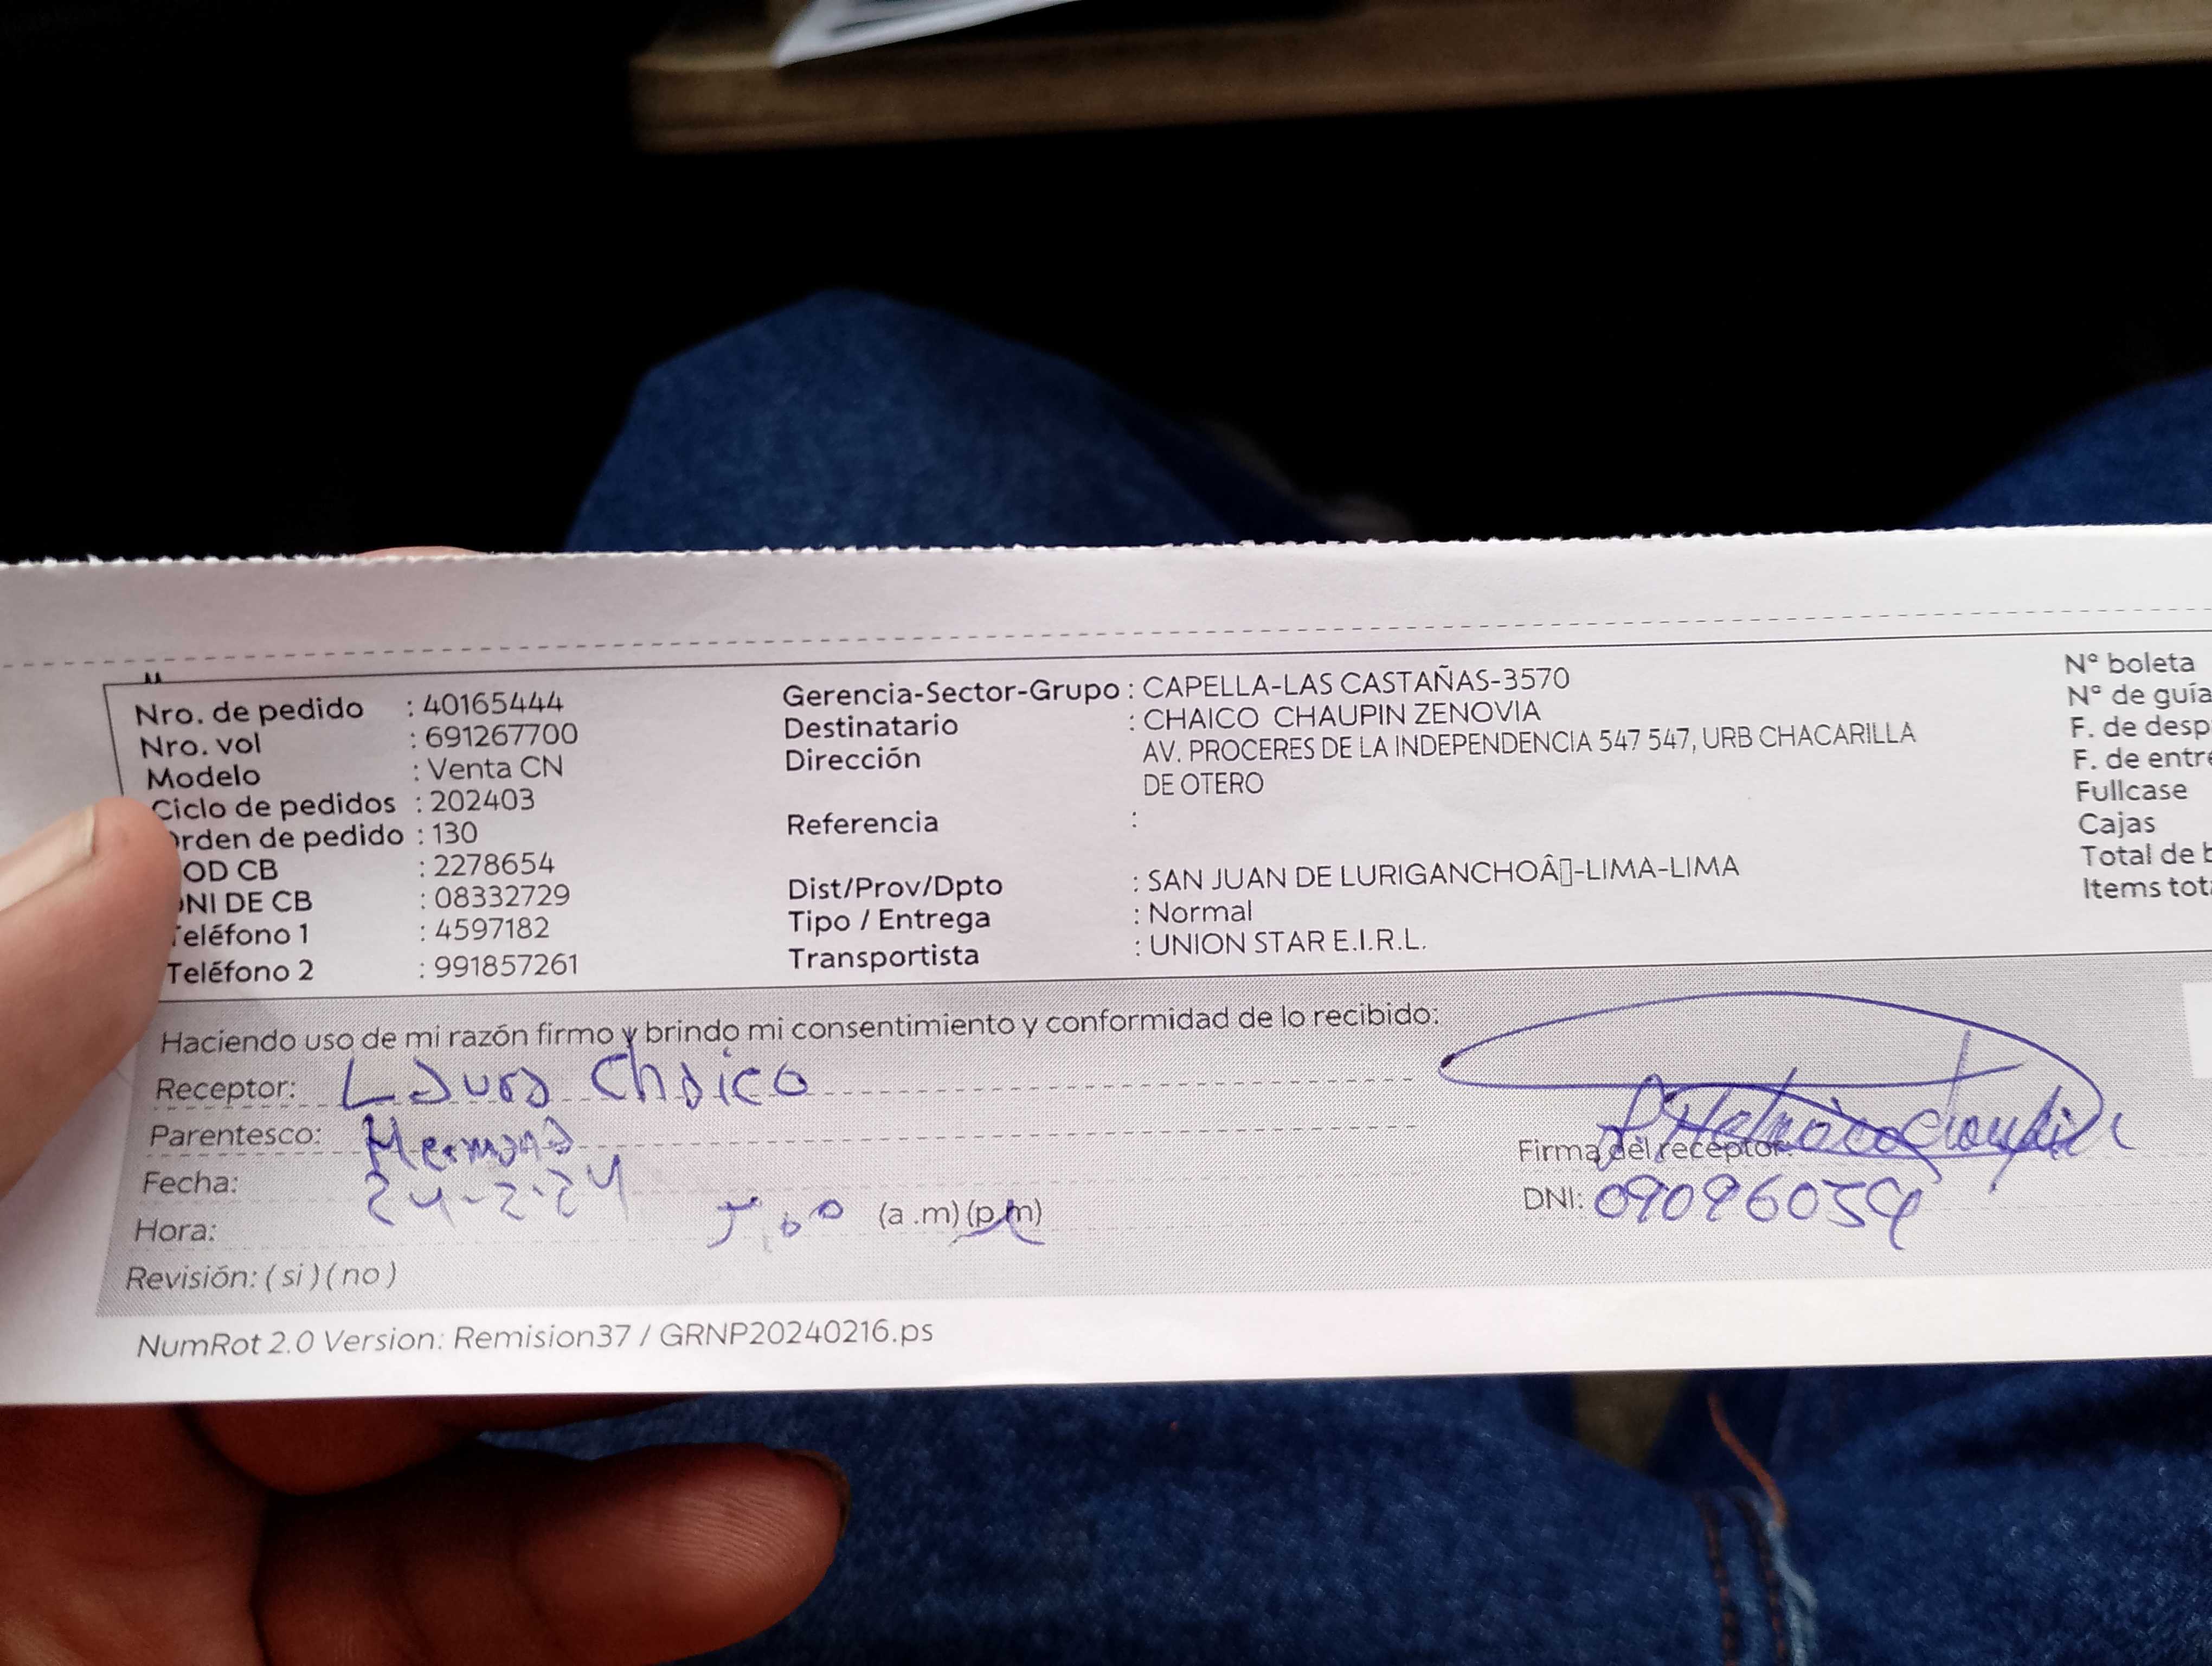 Nro. de pedido : 40165444
Nro. vol : 691267700
Modelo : Venta CN
Ciclo de pedidos : 202403
rden de pedido : 130
OD CB : 2278654
NI DE CB : 08332729
eléfono 1 : 4597182
Teléfono 2 : 991857261
Gerencia-Sector-Grupo : CAPELLA-LAS CASTAÑAS-3570
Destinatario : CHAICO CHAUPIN ZENOVIA
Dirección AV. PROCERES DE LA INDEPENDENCIA 547 547, URB CHACARILLA
DE OTERO
Referencia :
Dist/Prov/Dpto : SAN JUAN DE LURIGANCHOÂ▯-LIMA-LIMA
Tipo / Entrega : Normal
Transportista : UNION STAR E.I.R.L.
N° boleta
N° de guía
F. de desp
F. de entre
Fullcase
Cajas
Total de b
Items tot
Haciendo uso de mi razón firmo y brindo mi consentimiento y conformidad de lo recibido:
Receptor: Laura Chaico
Parentesco: Hermana
Fecha: 24-2-24
Hora: (a .m) (p.m)
Revisión: ( si ) ( no )
Firma del receptor:
DNI: 09096059
NumRot 2.0 Version: Remision37 / GRNP20240216.ps